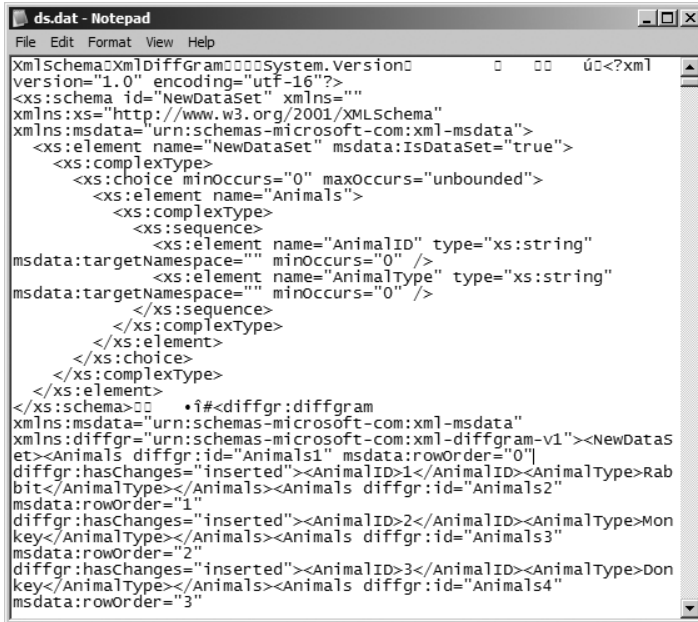 ds.dat - Notepad
File Edit Format View Help
XmlSchema□XmlDiffGram□□□□System.Version□ □ □□ ú□<?xml
version="1.0" encoding="utf-16"?>
<xs:schema id="NewDataSet" xmlns=""
xmlns:xs="http://www.w3.org/2001/XMLSchema"
xmlns:msdata="urn:schemas-microsoft-com:xml-msdata">
<xs:element name="NewDataSet" msdata:IsDataSet="true">
<xs:complexType>
<xs:choice minOccurs="0" maxOccurs="unbounded">
<xs:element name="Animals">
<xs:complexType>
<xs:sequence>
<xs:element name="AnimalID" type="xs:string"
msdata:targetNamespace="" minOccurs="0" />
<xs:element name="AnimalType" type="xs:string"
msdata:targetNamespace="" minOccurs="0" />
</xs:sequence>
</xs:complexType>
</xs:element>
</xs:choice>
</xs:complexType>
</xs:element>
</xs:schema>□□ •î#<diffgr:diffgram
xmlns:msdata="urn:schemas-microsoft-com:xml-msdata"
xmlns:diffgr="urn:schemas-microsoft-com:xml-diffgram-v1"><NewDataS
et><Animals diffgr:id="Animals1" msdata:rowOrder="0"
diffgr:hasChanges="inserted"><AnimalID>1</AnimalID><AnimalType>Rab
bit</AnimalType></Animals><Animals diffgr:id="Animals2"
msdata:rowOrder="1"
diffgr:hasChanges="inserted"><AnimalID>2</AnimalID><AnimalType>Mon
key</AnimalType></Animals><Animals diffgr:id="Animals3"
msdata:rowOrder="2"
diffgr:hasChanges="inserted"><AnimalID>3</AnimalID><AnimalType>Don
key</AnimalType></Animals><Animals diffgr:id="Animals4"
msdata:rowOrder="3"